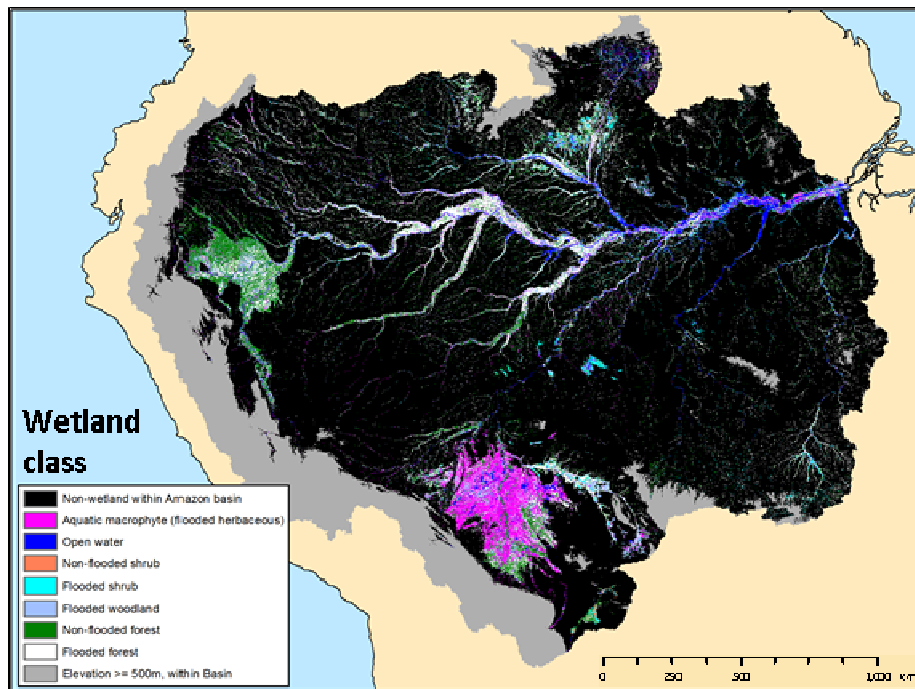 Wetland
class
Non-wetland within Amazon basin
Aquatic macrophyte (flooded herbaceous)
Open water
Non-flooded shrub
Flooded shrub
Flooded woodland
Non-flooded forest
Flooded forest
Elevation >= 500m, within Basin
0 250 500 1,000 Km